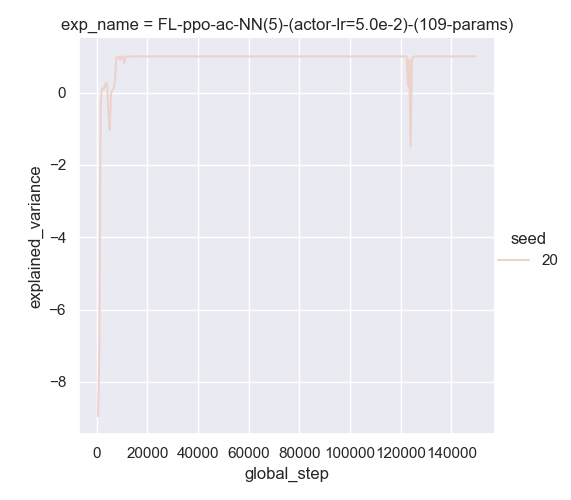 exp_name = FL-ppo-ac-NN(5)-(actor-lr=5.0e-2)-(109-params)
0
−2
−4
−6
−8
explained_variance
0 20000 40000 60000 80000 100000 120000 140000
global_step
seed
20